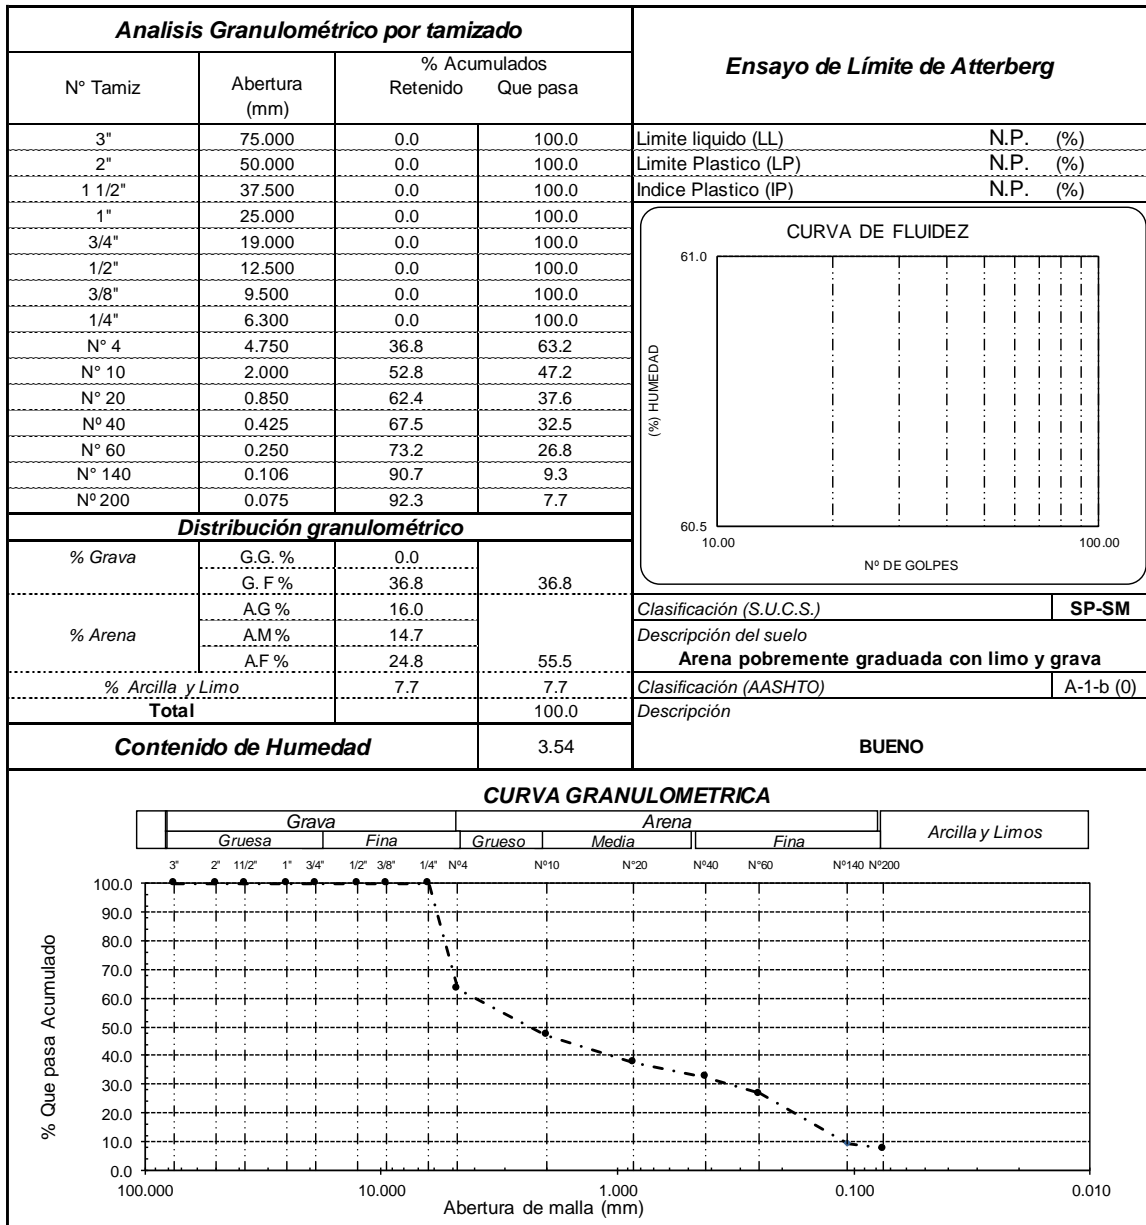 Analisis Granulométrico por tamizado
Ensayo de Límite de Atterberg
N° Tamiz Abertura (mm) % Acumulados
Retenido Que pasa
3" 75.000 0.0 100.0
2" 50.000 0.0 100.0
1 1/2" 37.500 0.0 100.0
1" 25.000 0.0 100.0
3/4" 19.000 0.0 100.0
1/2" 12.500 0.0 100.0
3/8" 9.500 0.0 100.0
1/4" 6.300 0.0 100.0
N° 4 4.750 36.8 63.2
N° 10 2.000 52.8 47.2
N° 20 0.850 62.4 37.6
Nº 40 0.425 67.5 32.5
N° 60 0.250 73.2 26.8
N° 140 0.106 90.7 9.3
Nº 200 0.075 92.3 7.7
Limite liquido (LL) N.P. (%)
Limite Plastico (LP) N.P. (%)
Indice Plastico (IP) N.P. (%)
CURVA DE FLUIDEZ
61.0
(%) HUMEDAD
60.5
10.00 100.00
Nº DE GOLPES
Distribución granulométrico
% Grava G.G. % 0.0
G. F % 36.8 36.8
A.G % 16.0
% Arena A.M % 14.7
A.F % 24.8 55.5
% Arcilla y Limo 7.7 7.7
Total 100.0
Contenido de Humedad 3.54
Clasificación (S.U.C.S.) SP-SM
Descripción del suelo
Arena pobremente graduada con limo y grava
Clasificación (AASHTO) A-1-b (0)
Descripción
BUENO
CURVA GRANULOMETRICA
Grava Arena Arcilla y Limos
Gruesa Fina Grueso Media Fina
3" 2" 11/2" 1" 3/4" 1/2" 3/8" 1/4" Nº4 Nº10 N°20 Nº40 N°60 Nº140 Nº200
100.0
90.0
80.0
70.0
60.0
50.0
40.0
30.0
20.0
10.0
0.0
% Que pasa Acumulado
100.000 10.000 1.000 0.100 0.010
Abertura de malla (mm)